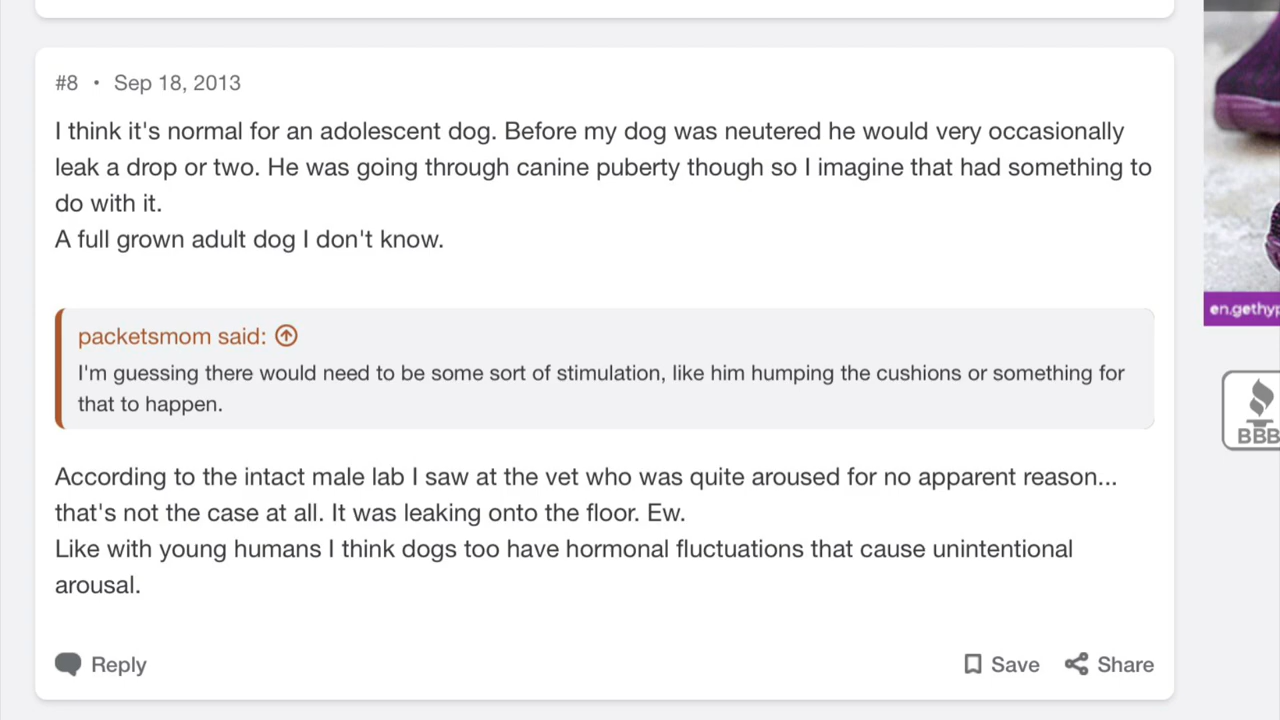 #8 • Sep 18, 2013
I think it's normal for an adolescent dog. Before my dog was neutered he would very occasionally
leak a drop or two. He was going through canine puberty though so I imagine that had something to
do with it.
A full grown adult dog I don't know.
packetsmom said:
I'm guessing there would need to be some sort of stimulation, like him humping the cushions or something for
that to happen.
According to the intact male lab I saw at the vet who was quite aroused for no apparent reason...
that's not the case at all. It was leaking onto the floor. Ew.
Like with young humans I think dogs too have hormonal fluctuations that cause unintentional
arousal.
Reply
Save
Share
en.gethyp
BBB